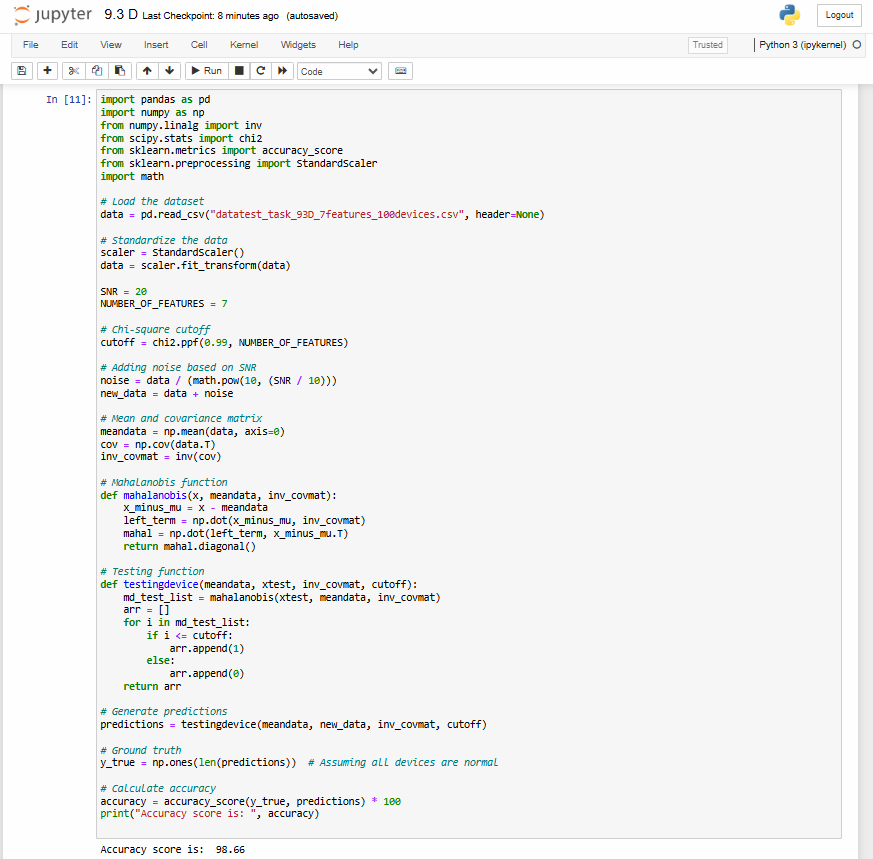 jupyter 9.3 D Last Checkpoint: 8 minutes ago (autosaved) Logout
File Edit View Insert Cell Kernel Widgets Help Trusted Python 3 (ipykernel)
Run Code
In [11]:
import pandas as pd
import numpy as np
from numpy.linalg import inv
from scipy.stats import chi2
from sklearn.metrics import accuracy_score
from sklearn.preprocessing import StandardScaler
import math

# Load the dataset
data = pd.read_csv("datatest_task_93D_7features_100devices.csv", header=None)

# Standardize the data
scaler = StandardScaler()
data = scaler.fit_transform(data)

SNR = 20
NUMBER_OF_FEATURES = 7

# Chi-square cutoff
cutoff = chi2.ppf(0.99, NUMBER_OF_FEATURES)

# Adding noise based on SNR
noise = data / (math.pow(10, (SNR / 10)))
new_data = data + noise

# Mean and covariance matrix
meandata = np.mean(data, axis=0)
cov = np.cov(data.T)
inv_covmat = inv(cov)

# Mahalanobis function
def mahalanobis(x, meandata, inv_covmat):
    x_minus_mu = x - meandata
    left_term = np.dot(x_minus_mu, inv_covmat)
    mahal = np.dot(left_term, x_minus_mu.T)
    return mahal.diagonal()

# Testing function
def testingdevice(meandata, xtest, inv_covmat, cutoff):
    md_test_list = mahalanobis(xtest, meandata, inv_covmat)
    arr = []
    for i in md_test_list:
        if i <= cutoff:
            arr.append(1)
        else:
            arr.append(0)
    return arr

# Generate predictions
predictions = testingdevice(meandata, new_data, inv_covmat, cutoff)

# Ground truth
y_true = np.ones(len(predictions))  # Assuming all devices are normal

# Calculate accuracy
accuracy = accuracy_score(y_true, predictions) * 100
print("Accuracy score is: ", accuracy)

Accuracy score is:  98.66